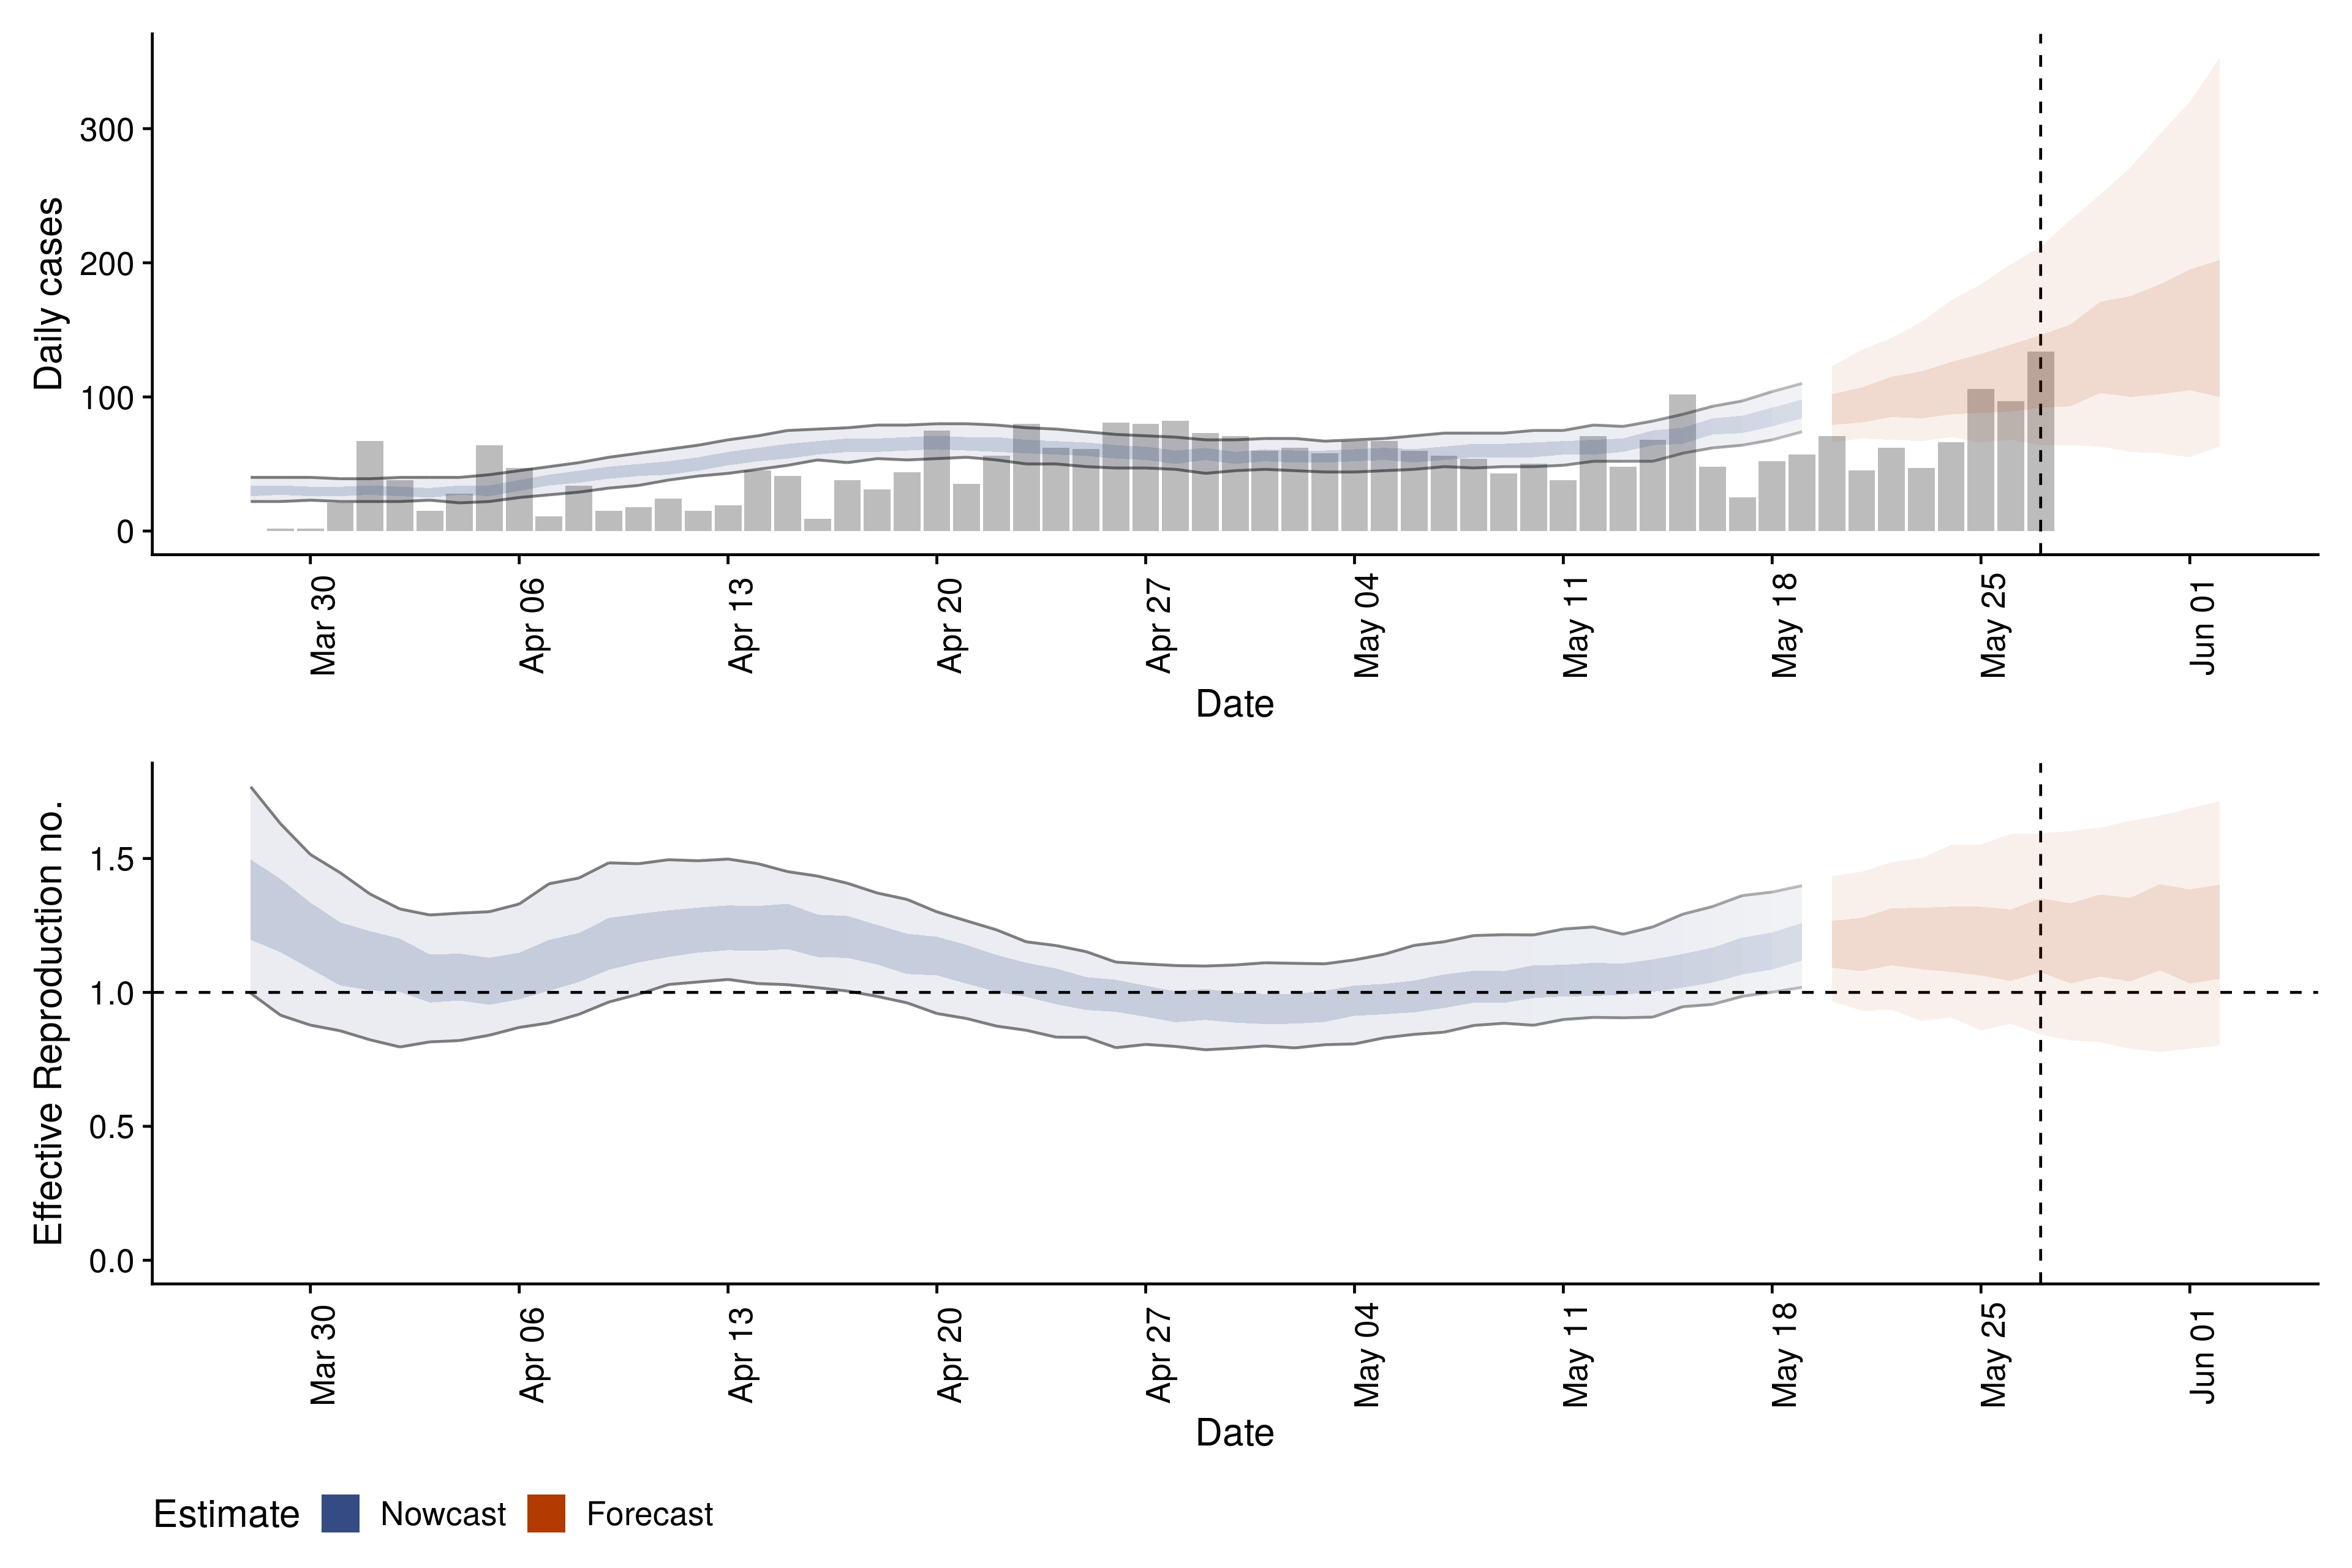 Daily cases
300
200
100
0
Mar 30
Apr 06
Apr 13
Apr 20
Apr 27
May 04
May 11
May 18
May 25
Jun 01
Date
Effective Reproduction no.
1.5
1.0
0.5
0.0
Mar 30
Apr 06
Apr 13
Apr 20
Apr 27
May 04
May 11
May 18
May 25
Jun 01
Date
Estimate Nowcast Forecast